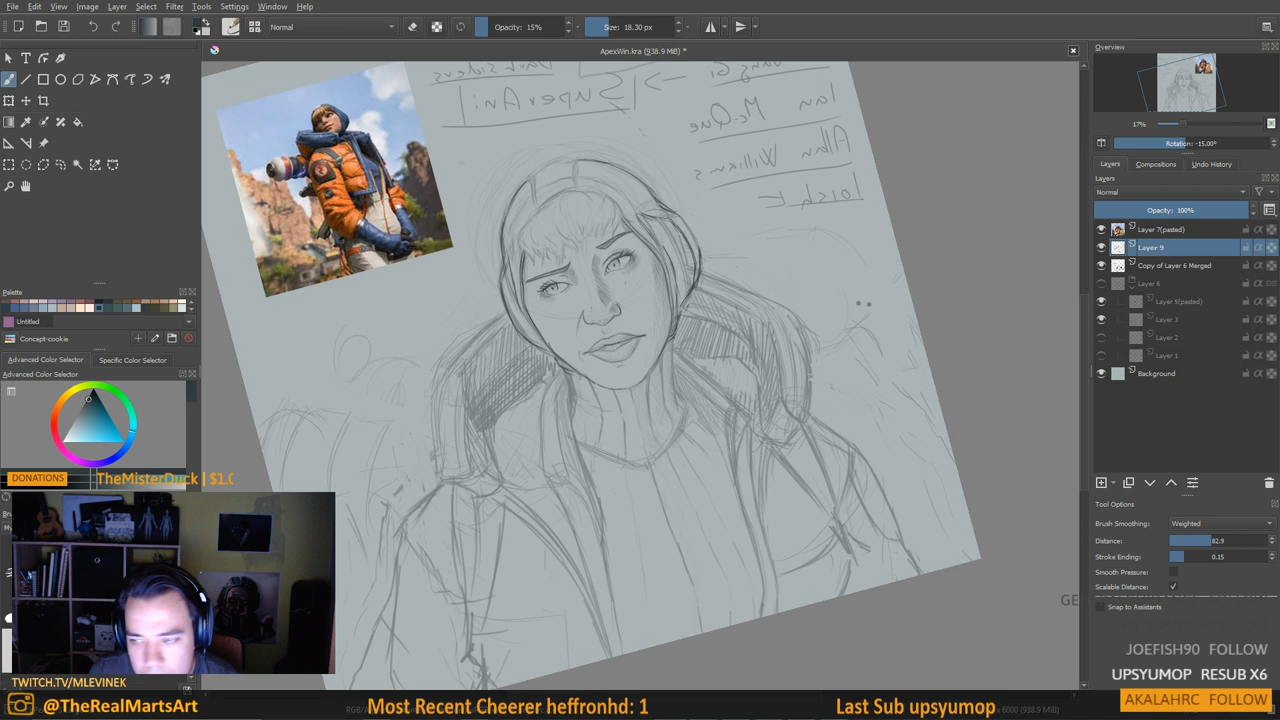 File Edit View Image Layer Select Filter Tools Settings Window Help
Normal
Opacity: 15%
Size: 18.30 px
ApexWin.kra (938.9 MiB) *
Overview
17%
Rotation: -15.00°
Layers Compositions Undo History
Layers
Normal
Opacity: 100%
Layer 7(pasted)
Layer 9
Copy of Layer 6 Merged
Layer 6
Layer 5(pasted)
Layer 3
Layer 2
Layer 1
Background
Tool Options
Brush Smoothing: Weighted
Distance: 82.9
Stroke Ending: 0.15
Smooth Pressure:
Scalable Distance:
Snap to Assistants
Palette
Untitled
Concept-cookie
Advanced Color Selector Specific Color Selector
Advanced Color Selector
SuperAni
Ian McQue
Allan Williams
DONATIONS
TheMisterDuck | $1.0
TWITCH.TV/MLEVINEK
@TheRealMartsArt
Most Recent Cheerer heffronhd: 1
Last Sub upsyumop
JOEFISH90 FOLLOW
UPSYUMOP RESUB X6
AKALAHRC FOLLOW